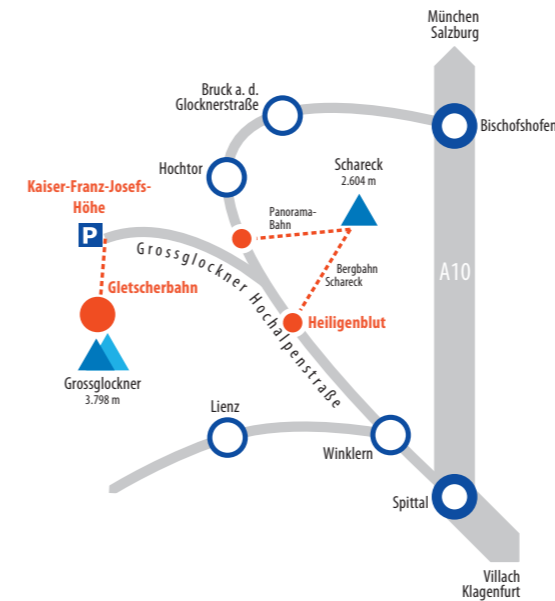 München
Salzburg
Bruck a. d.
Glocknerstraße
Bischofshofen
Hochtor
Schareck
2.604 m
Kaiser-Franz-Josefs-
Höhe
P
Panorama-
Bahn
Grossglockner Hochalpenstraße
Bergbahn
Schareck
A10
Gletscherbahn
Heiligenblut
Grossglockner
3.798 m
Lienz
Winklern
Spittal
Villach
Klagenfurt